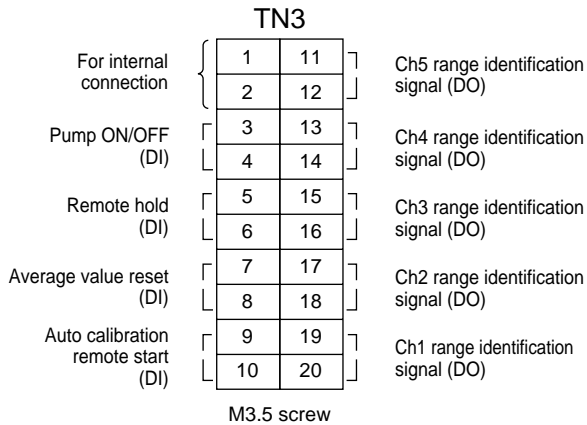 TN3
For internal
connection
1 11
2 12
Ch5 range identification
signal (DO)
Pump ON/OFF
(DI)
3 13
4 14
Ch4 range identification
signal (DO)
Remote hold
(DI)
5 15
6 16
Ch3 range identification
signal (DO)
Average value reset
(DI)
7 17
8 18
Ch2 range identification
signal (DO)
Auto calibration
remote start
(DI)
9 19
10 20
Ch1 range identification
signal (DO)
M3.5 screw